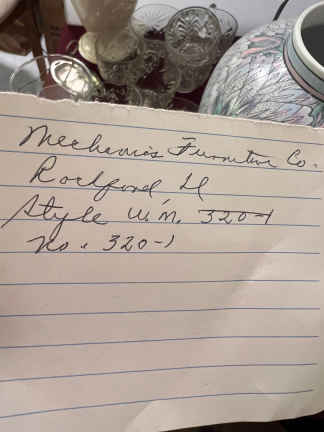 Mechanics Furniture Co.
Rockford Il
Style W.M. 320-1
No. 320-1